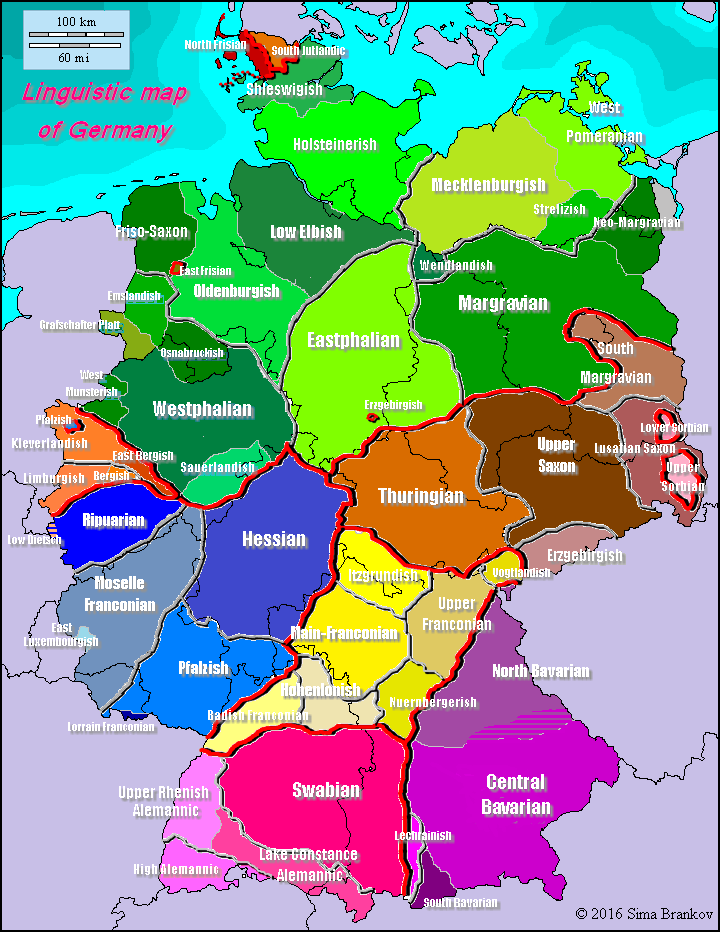 100 km
60 mi
Linguistic map
of Germany
North Frisian
South Jutlandic
Shleswigish
Holsteinerish
West
Pomeranian
Mecklenburgish
Strelizish
Neo-Margravian
Friso-Saxon
Low Elbish
East Frisian
Wendlandish
Oldenburgish
Emslandish
Margravian
Grafschafter Platt
Eastphalian
Osnabruckish
South
Margravian
West
Munsterish
Westphalian
Erzgebirgish
Pfalzish
Kleverlandish
Lower Sorbian
Upper
Saxon
Lusatian Saxon
East Bergish
Sauerlandish
Upper
Sorbian
Limburgish
Bergish
Thuringian
Ripuarian
Hessian
Low Dietsch
Erzgebirgish
Vogtlandish
Itzgrundish
Moselle
Franconian
Upper
Franconian
East
Luxembourgish
Main-Franconian
Pfalzish
North Bavarian
Hohenlonish
Nuernbergerish
Badish Franconian
Lorrain Franconian
Swabian
Central
Bavarian
Upper Rhenish
Alemannic
Lechrainish
Lake Constance
Alemannic
High Alemannic
South Bavarian
© 2016 Sima Brankov